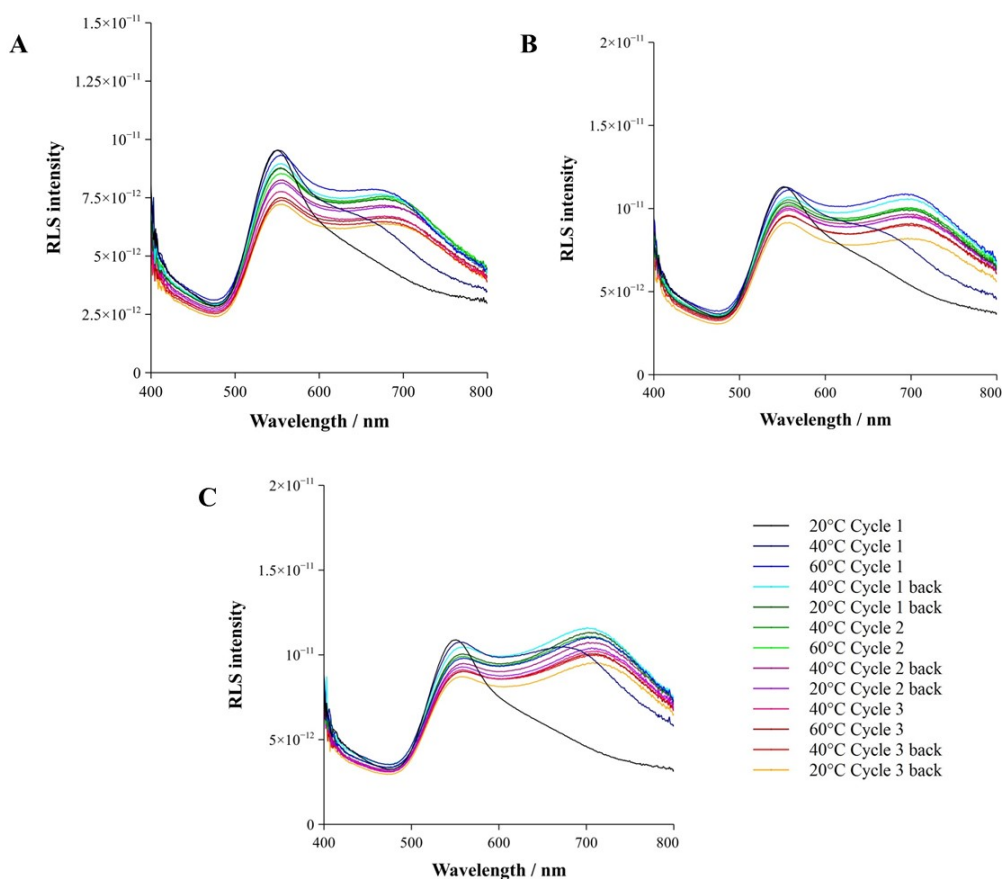 A
1.5×10⁻¹¹
1.25×10⁻¹¹
10⁻¹¹
7.5×10⁻¹²
5×10⁻¹²
2.5×10⁻¹²
0
RLS intensity
400 500 600 700 800
Wavelength / nm
B
2×10⁻¹¹
1.5×10⁻¹¹
10⁻¹¹
5×10⁻¹²
0
RLS intensity
400 500 600 700 800
Wavelength / nm
C
2×10⁻¹¹
1.5×10⁻¹¹
10⁻¹¹
5×10⁻¹²
0
RLS intensity
400 500 600 700 800
Wavelength / nm
20°C Cycle 1
40°C Cycle 1
60°C Cycle 1
40°C Cycle 1 back
20°C Cycle 1 back
40°C Cycle 2
60°C Cycle 2
40°C Cycle 2 back
20°C Cycle 2 back
40°C Cycle 3
60°C Cycle 3
40°C Cycle 3 back
20°C Cycle 3 back